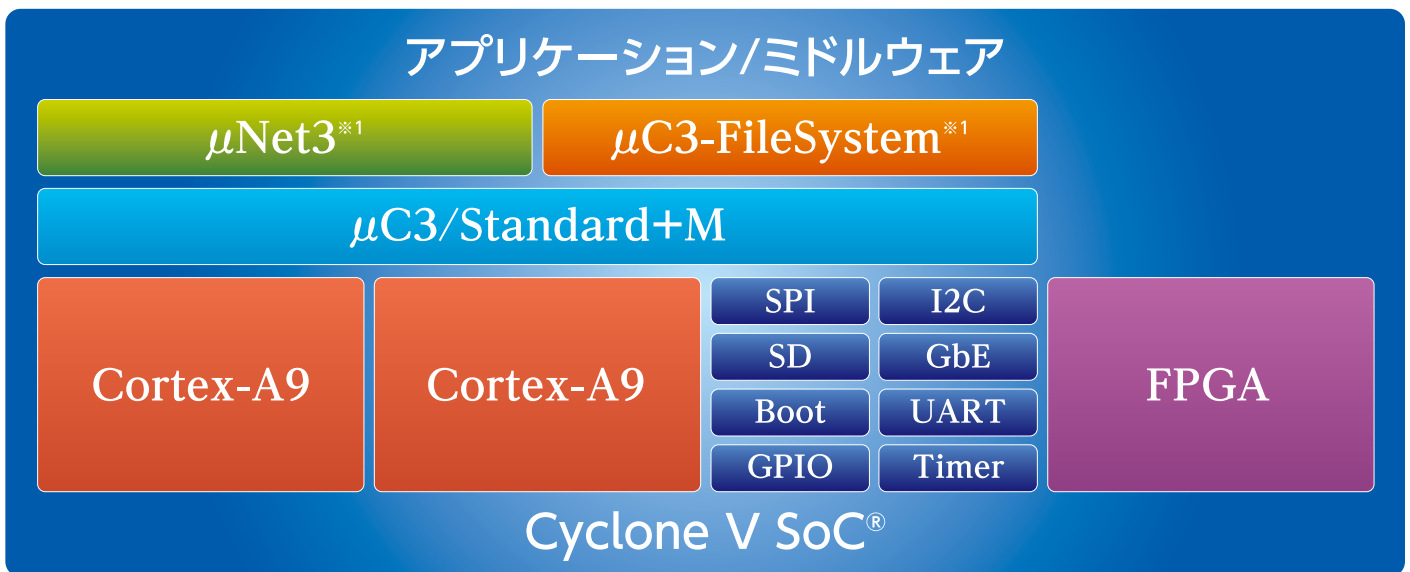 アプリケーション/ミドルウェア
μNet3※1
μC3-FileSystem※1
μC3/Standard+M
Cortex-A9
Cortex-A9
SPI
I2C
SD
GbE
Boot
UART
GPIO
Timer
FPGA
Cyclone V SoC®